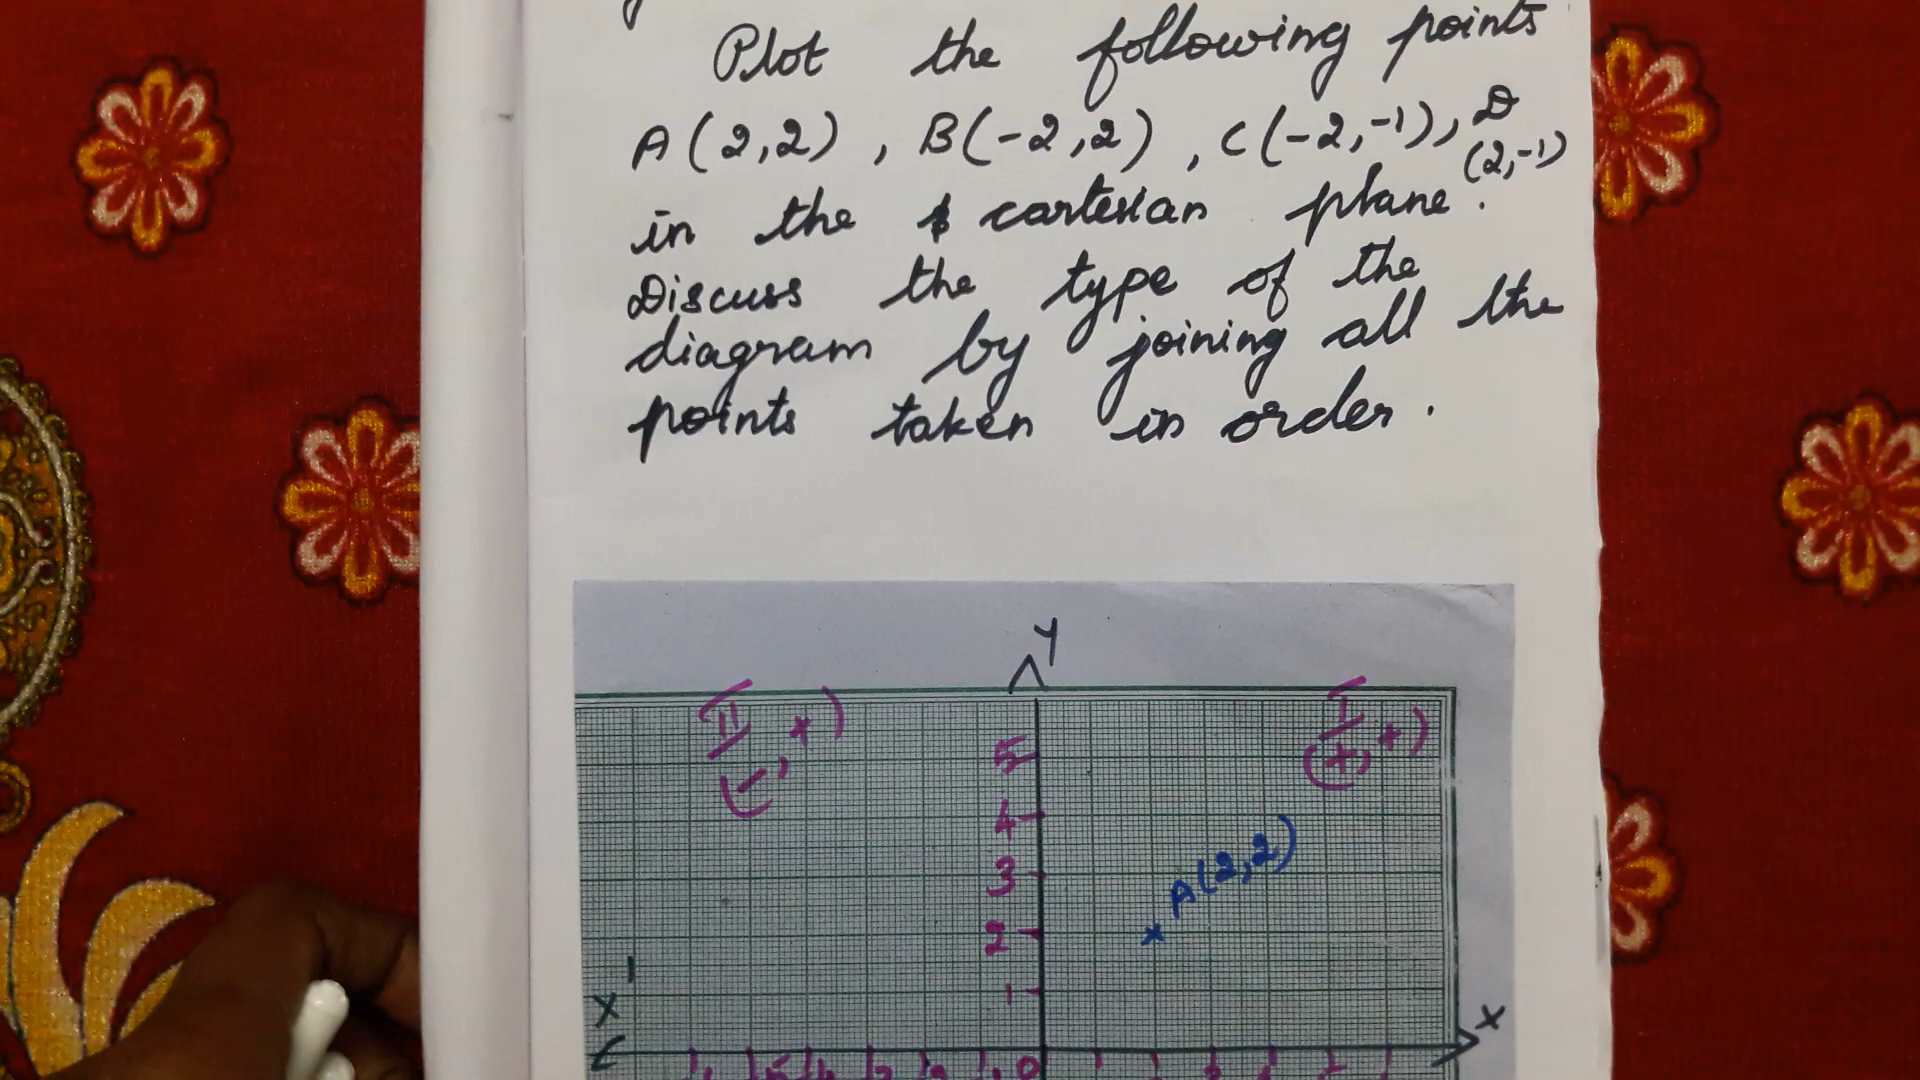 Plot the following points
A(2,2), B(-2,2), C(-2,-1), D
(2,-1)
in the cartesian plane.
Discuss the type of the
diagram by joining all the
points taken in order.
Y
II
(-,+)
I
(+,+)
5
4
3
2
1
A(2,2)
X'
X
0